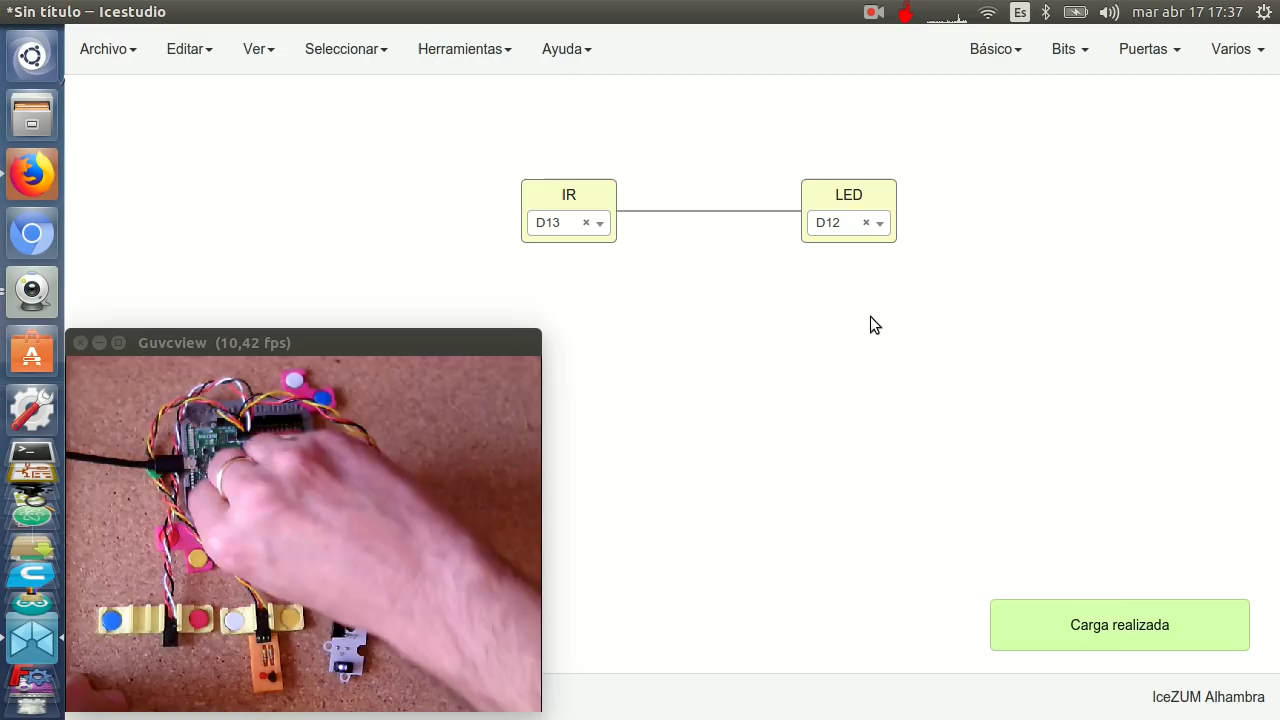 *Sin título – Icestudio
Es
mar abr 17 17:37
Archivo Editar Ver Seleccionar Herramientas Ayuda
Básico Bits Puertas Varios
IR
D13 ×
LED
D12 ×
Guvcview (10,42 fps)
Carga realizada
IceZUM Alhambra